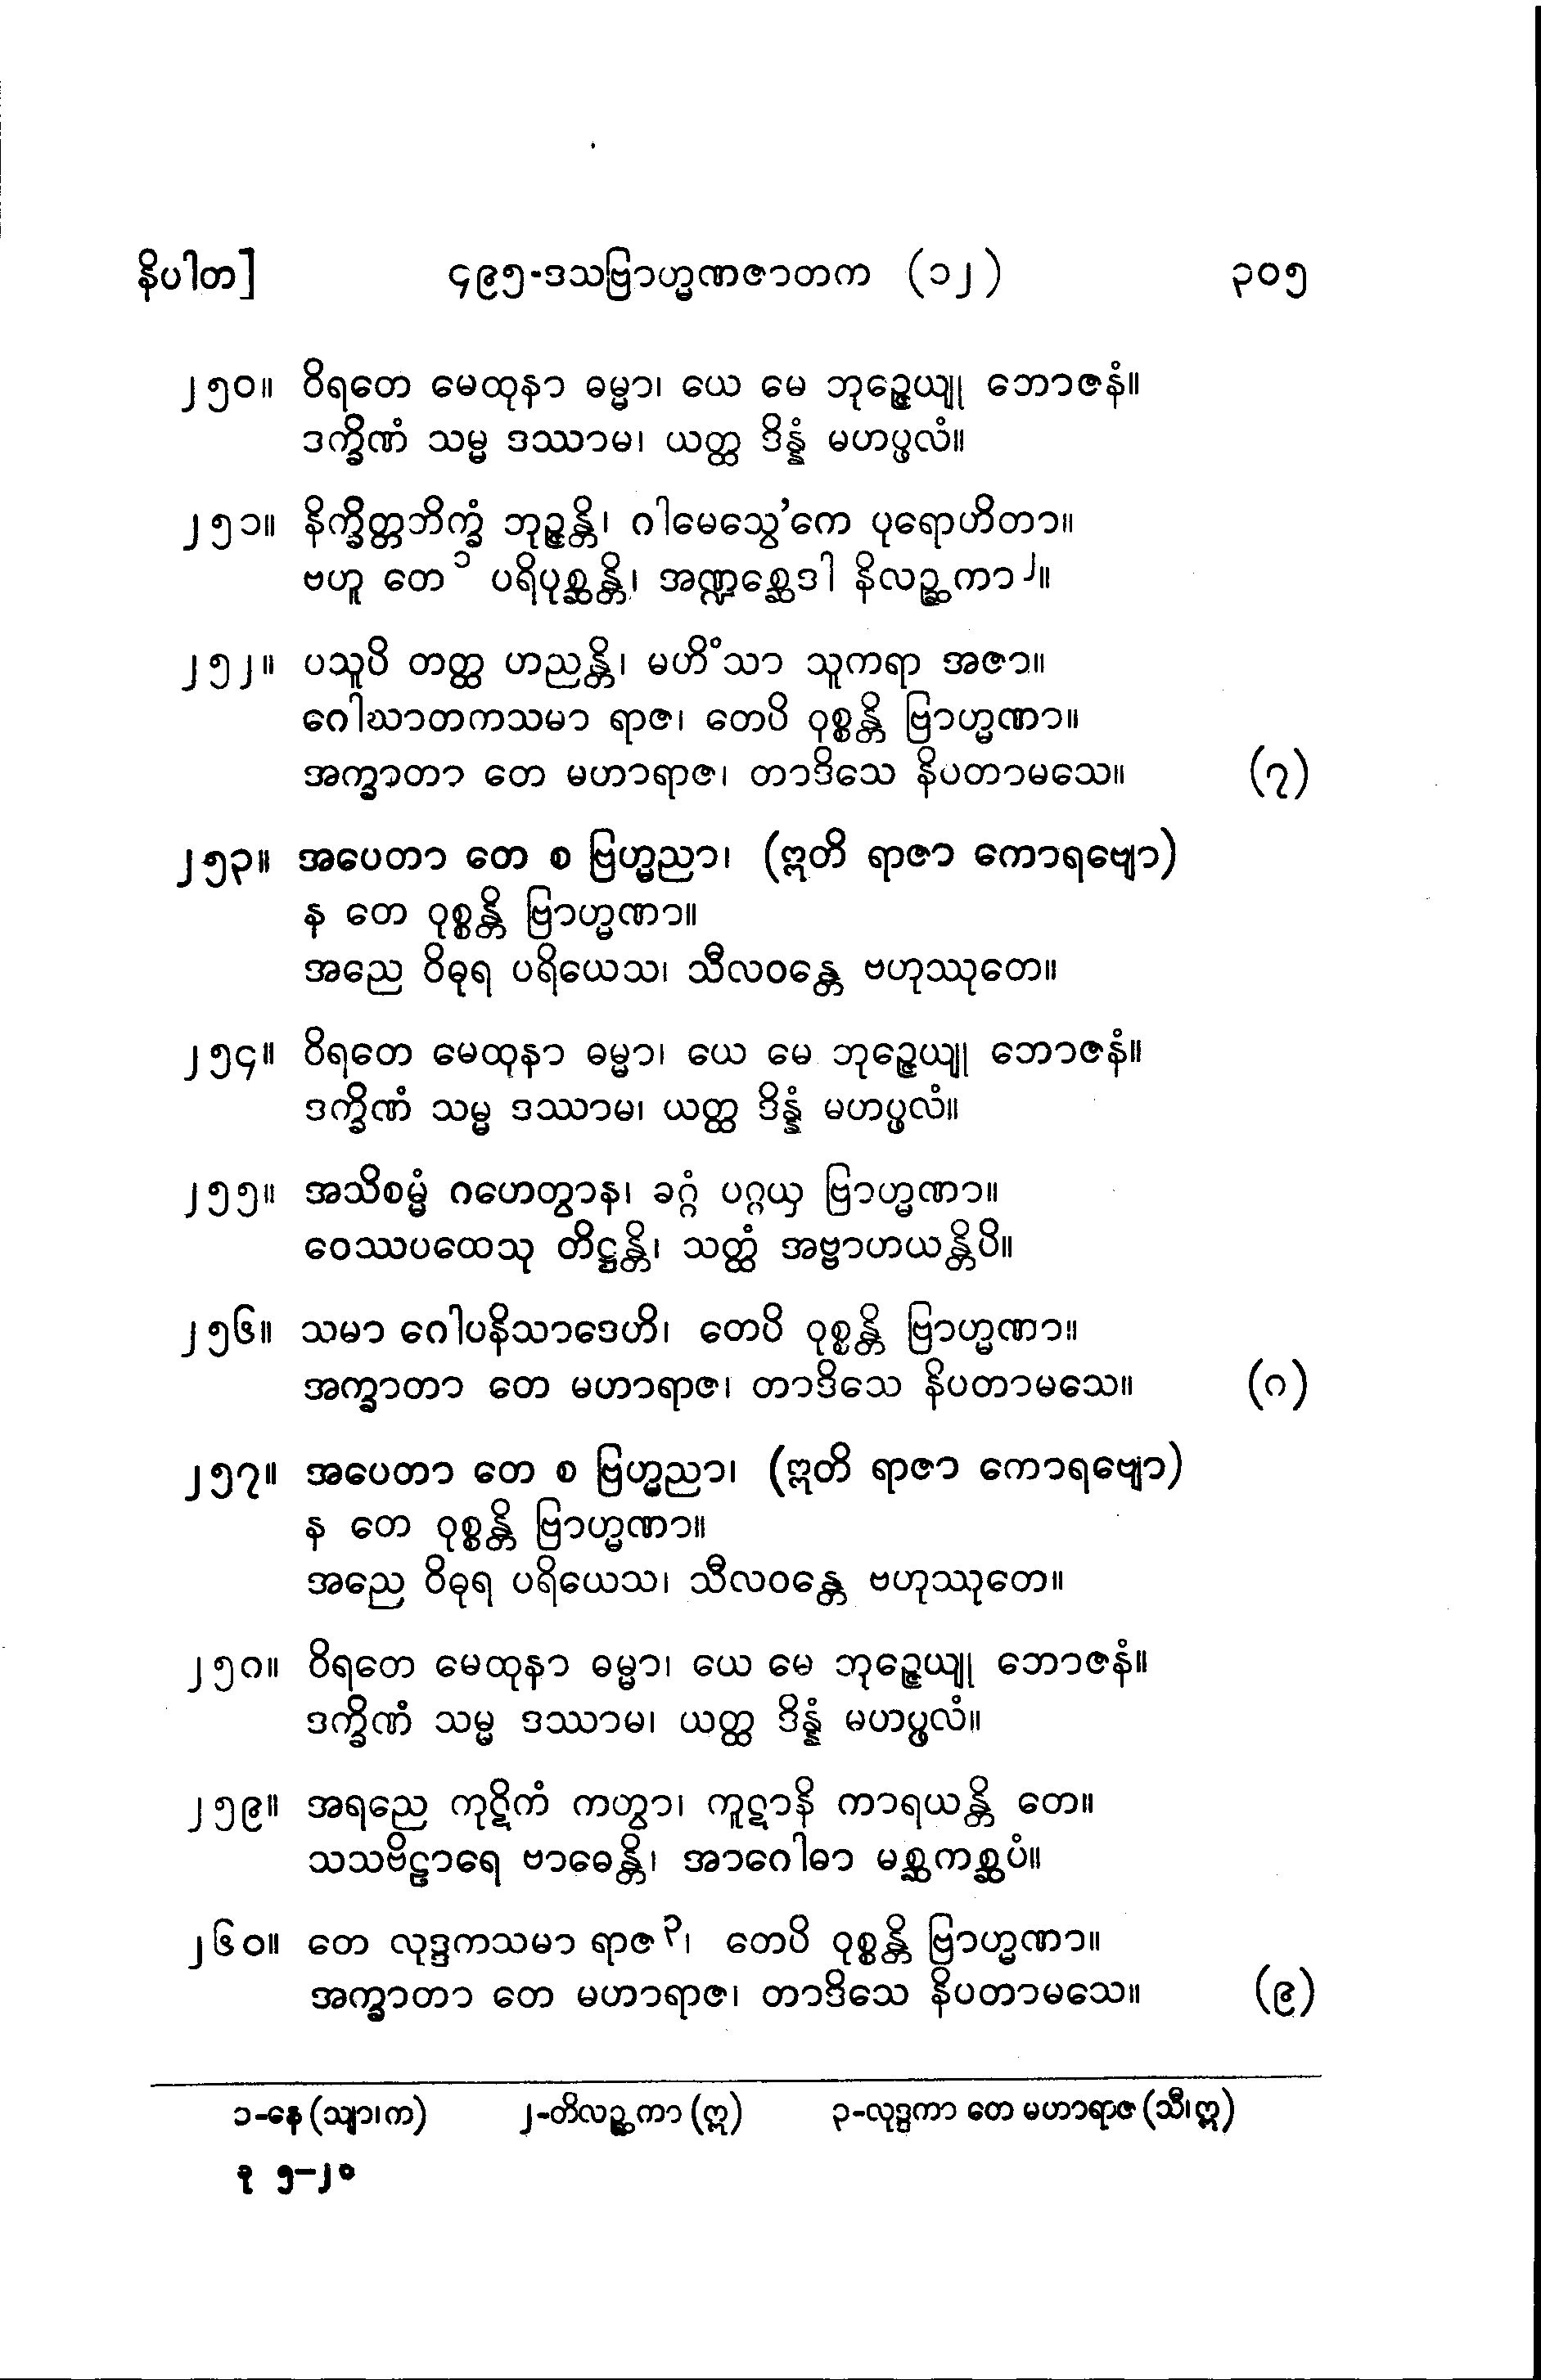 နိပါတ]	၄၉၅-ဒသဗြာဟ္မဏဇာတက (၁၂)	၃၀၅
၂၅၀။ ဝိရတေ မေထုနာ ဓမ္မာ၊ ယေ မေ ဘုဉ္ဇေယျု ဘောဇနံ။
ဒက္ခိဏံ သမ္မ ဒဿာမ၊ ယတ္ထ ဒိန္နံ မဟပ္ဖလံ။
၂၅၁။ နိက္ခိတ္တဘိက္ခံ ဘုဉ္ဇန္တိ၊ ဂါမေသွေ'ကေ ပုရောဟိတာ။
ဗဟူ တေ ၁ ပရိပုစ္ဆန္တိ၊ အဏ္ဍစ္ဆေဒါ နိလဉ္ဆကာ ၂။
၂၅၂။ ပသူပိ တတ္ထ ဟညန္တိ၊ မဟိံသာ သူကရာ အဇာ။
ဂေါဃာတကသမာ ရာဇ၊ တေပိ ဝုစ္စန္တိ ဗြာဟ္မဏာ။
အက္ခာတာ တေ မဟာရာဇ၊ တာဒိသေ နိပတာမသေ။ (၇)
၂၅၃။ အပေတာ တေ စ ဗြဟ္မညာ၊ (ဣတိ ရာဇာ ကောရဗျော)
န တေ ဝုစ္စန္တိ ဗြာဟ္မဏာ။
အညေ ဝိဓုရ ပရိယေသ၊ သီလဝန္တေ ဗဟုဿုတေ။
၂၅၄။ ဝိရတေ မေထုနာ ဓမ္မာ၊ ယေ မေ ဘုဉ္ဇေယျု ဘောဇနံ။
ဒက္ခိဏံ သမ္မ ဒဿာမ၊ ယတ္ထ ဒိန္နံ မဟပ္ဖလံ။
၂၅၅။ အသိစမ္မံ ဂဟေတွာန၊ ခဂ္ဂံ ပဂ္ဂယှ ဗြာဟ္မဏာ။
ဝေဿပထေသု တိဋ္ဌန္တိ၊ သတ္ထံ အဗ္ဗာဟယန္တိပိ။
၂၅၆။ သမာ ဂေါပနိသာဒေဟိ၊ တေပိ ဝုစ္စန္တိ ဗြာဟ္မဏာ။
အက္ခာတာ တေ မဟာရာဇ၊ တာဒိသေ နိပတာမသေ။ (၈)
၂၅၇။ အပေတာ တေ စ ဗြဟ္မညာ၊ (ဣတိ ရာဇာ ကောရဗျော)
န တေ ဝုစ္စန္တိ ဗြာဟ္မဏာ။
အညေ ဝိဓုရ ပရိယေသ၊ သီလဝန္တေ ဗဟုဿုတေ။
၂၅၈။ ဝိရတေ မေထုနာ ဓမ္မာ၊ ယေ မေ ဘုဉ္ဇေယျု ဘောဇနံ။
ဒက္ခိဏံ သမ္မ ဒဿာမ၊ ယတ္ထ ဒိန္နံ မဟပ္ဖလံ။
၂၅၉။ အရညေ ကုဋိကံ ကတွာ၊ ကူဋာနိ ကာရယန္တိ တေ။
သသဗိဠာရေ ဗာဓေန္တိ၊ အာဂေါဓာ မစ္ဆကစ္ဆပံ။
၂၆၀။ တေ လုဒ္ဒကသမာ ရာဇ ၃၊ တေပိ ဝုစ္စန္တိ ဗြာဟ္မဏာ။
အက္ခာတာ တေ မဟာရာဇ၊ တာဒိသေ နိပတာမသေ။ (၉)
၁-နေ (သျာ၊က)	၂-တိလဉ္ဆကာ (ဣ)	၃-လုဒ္ဒကာ တေ မဟာရာဇ (သီ၊ဣ)
ခု ၅-၂၀